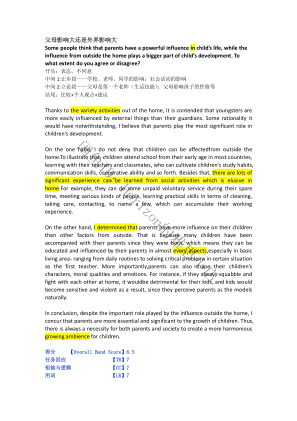 父母影响大还是外界影响大
Some people think that parents have a powerful influence in child's life, while the
influence from outside the home plays a bigger part of child's development. To
what extent do you agree or disagree?
开头：表态，不同意
中间 1 让步段——学校、老师、同学的影响；社会活动的影响
中间 2 立论段——父母是第一个老师（生活技能）；父母影响孩子的性格等
结尾：比较+个人观点+建议
Thanks to the variety activities out of the home, it is contended that youngsters are
more easily influenced by external things than their guardians. Some rationality it
would have notwithstanding, I believe that parents play the most significant role in
children's development.
On the one hand, I do not deny that children can be affectedfrom outside the
home.To illustrate that children attend school from their early age in most countries,
learning with their teachers and classmates, who can cultivate children's study habits,
communication skills, cooperative ability and so forth. Besides that, there are lots of
significant experience can be learned from social activities which is elusive in
home.For example, they can do some unpaid voluntary service during their spare
time, meeting various kinds of people, learning practical skills in terms of cleaning,
taking care, contacting, to name a few, which can accumulate their working
experience.
On the other hand, I determined that parents have more influence on their children
than other factors from outside. That is because many children have been
accompanied with their parents since they were born, which means they can be
educated and influenced by their parents in almost every aspects,especially in basic
living area, ranging from daily routines to solving critical problems in certain situation
as the first teacher. More importantly,parents can also shape their children's
characters, moral qualities and emotions. For instance, if they always squabble and
fight with each other at home, it wouldbe detrimental for their kids, and kids would
become sensitive and violent as a result, since they perceive parents as the models
naturally.
In conclusion, despite the important role played by the influence outside the home, I
concur that parents are more essential and significant to the growth of children. Thus,
there is always a necessity for both parents and society to create a more harmonious
growing ambience for children.
得分 【Overall Band Score】6.5
任务回应 【TR】7
衔接与逻辑 【CC】7
用词 【LR】7